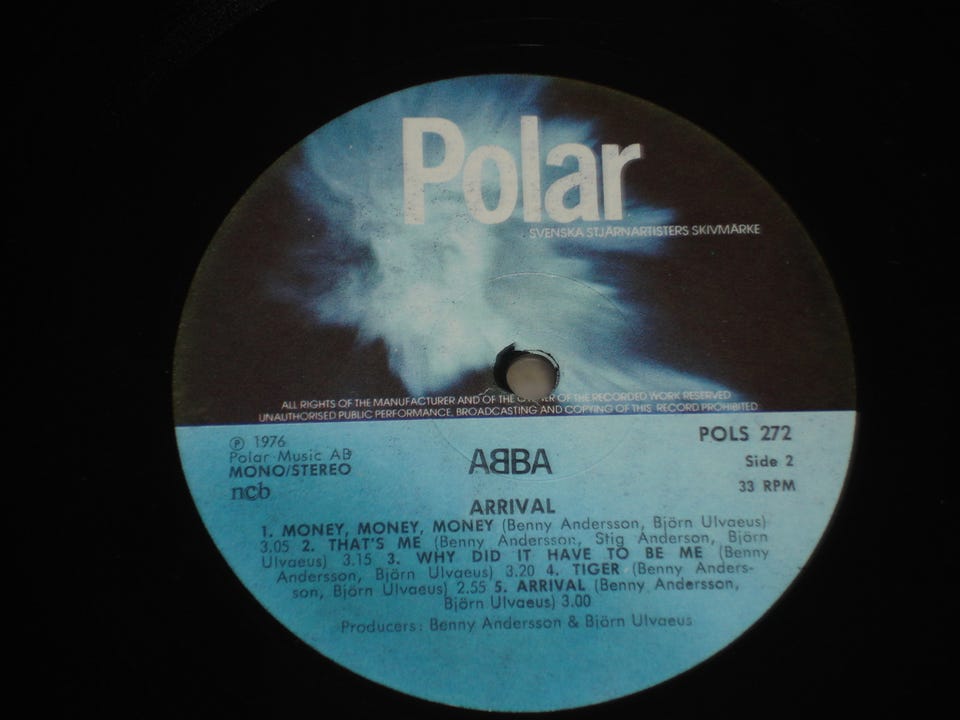 Polar
SVENSKA STJÄRNARTISTERS SKIVMÄRKE
ALL RIGHTS OF THE MANUFACTURER AND OF THE OWNER OF THE RECORDED WORK RESERVED
UNAUTHORISED PUBLIC PERFORMANCE, BROADCASTING AND COPYING OF THIS RECORD PROHIBITED
℗ 1976
Polar Music AB
MONO/STEREO
ncb
POLS 272
Side 2
33 RPM
ABBA
ARRIVAL
1. MONEY, MONEY, MONEY (Benny Andersson, Björn Ulvaeus)
3.05 2. THAT'S ME (Benny Andersson, Stig Anderson, Björn
Ulvaeus) 3.15 3. WHY DID IT HAVE TO BE ME (Benny
Andersson, Björn Ulvaeus) 3.20 4. TIGER (Benny Anders-
son, Björn Ulvaeus) 2.55 5. ARRIVAL (Benny Andersson,
Björn Ulvaeus) 3.00
Producers: Benny Andersson & Björn Ulvaeus